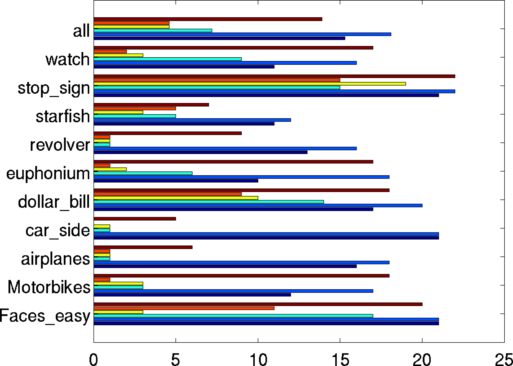 all
watch
stop_sign
starfish
revolver
euphonium
dollar_bill
car_side
airplanes
Motorbikes
Faces_easy
0 5 10 15 20 25